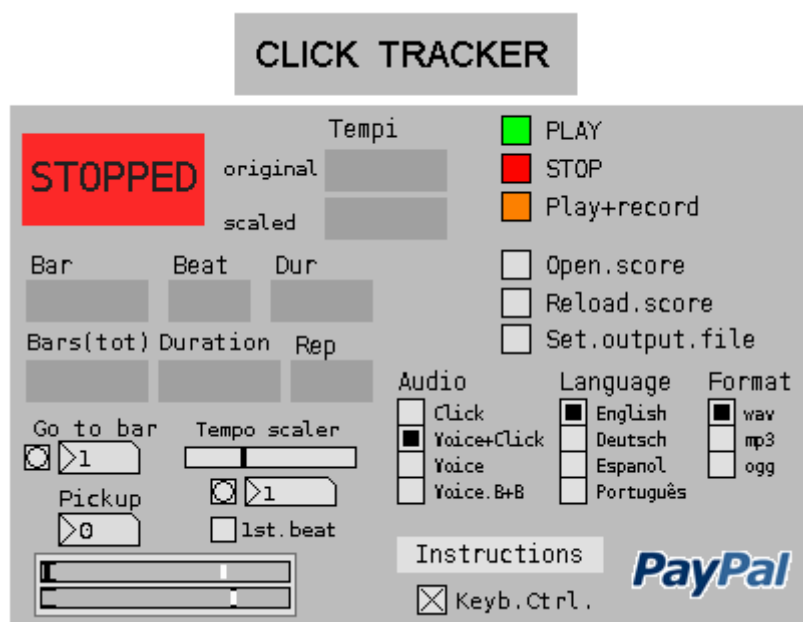 CLICK TRACKER
Tempi
STOPPED
original
scaled
PLAY
STOP
Play+record
Bar Beat Dur
Open.score
Reload.score
Set.output.file
Bars(tot) Duration Rep
Audio
Click
Voice+Click
Voice
Voice.B+B
Language
English
Deutsch
Espanol
Português
Format
wav
mp3
ogg
Go to bar
1
Tempo scaler
1
Pickup
0
1st.beat
Instructions
Keyb.Ctrl.
PayPal